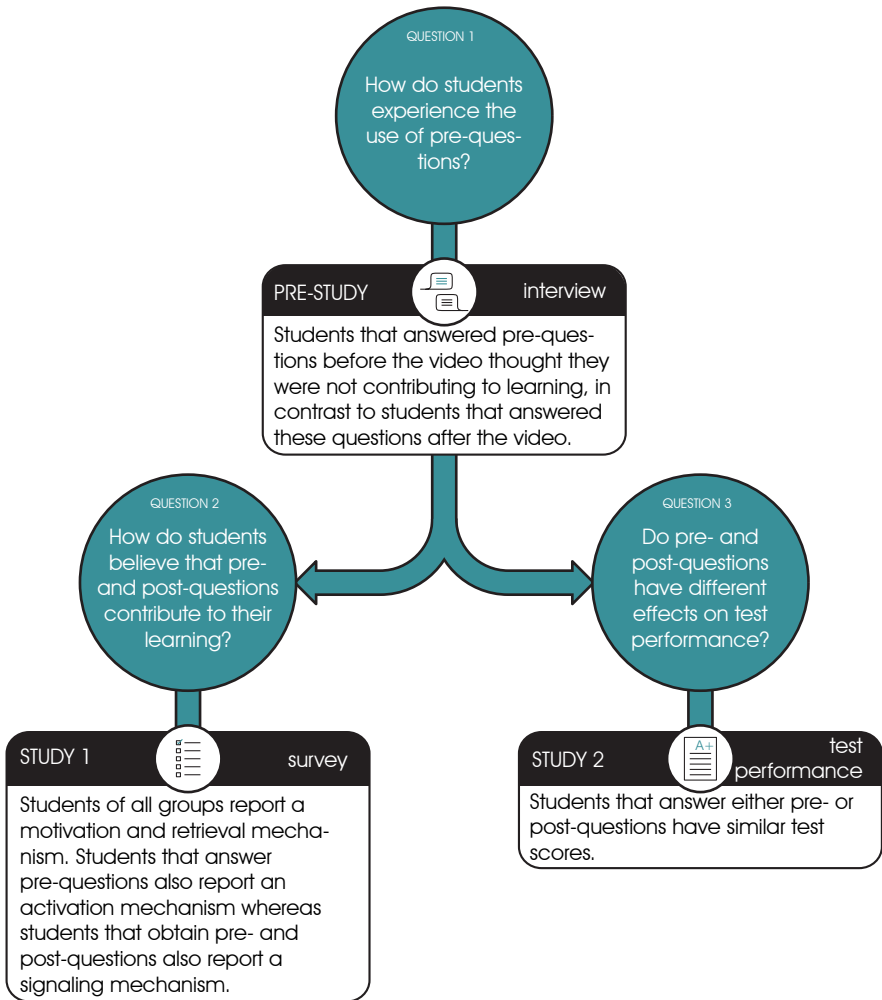 QUESTION 1
How do students
experience the
use of pre-ques-
tions?
PRE-STUDY
interview
Students that answered pre-ques-
tions before the video thought they
were not contributing to learning, in
contrast to students that answered
these questions after the video.
QUESTION 2
How do students
believe that pre-
and post-questions
contribute to their
learning?
QUESTION 3
Do pre- and
post-questions
have different
effects on test
performance?
STUDY 1
survey
Students of all groups report a
motivation and retrieval mecha-
nism. Students that answer
pre-questions also report an
activation mechanism whereas
students that obtain pre- and
post-questions also report a
signaling mechanism.
STUDY 2
A+
test
performance
Students that answer either pre- or
post-questions have similar test
scores.